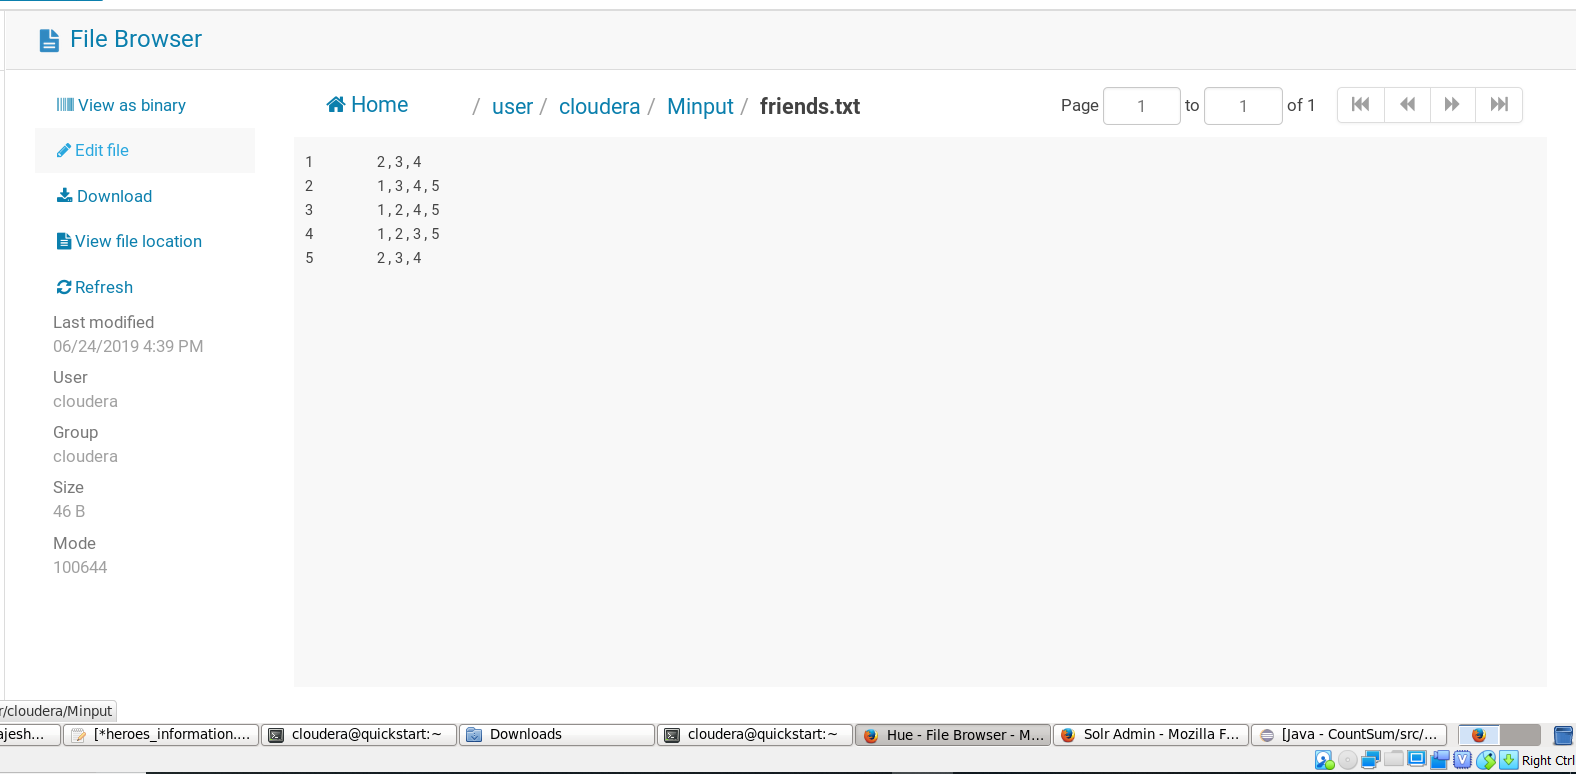 File Browser
View as binary
Edit file
Download
View file location
Refresh
Last modified
06/24/2019 4:39 PM
User
cloudera
Group
cloudera
Size
46 B
Mode
100644
Home / user / cloudera / Minput / friends.txt
Page 1 to 1 of 1
1 2,3,4
2 1,3,4,5
3 1,2,4,5
4 1,2,3,5
5 2,3,4
r/cloudera/Minput
ajesh...
[*heroes_information....
cloudera@quickstart:~
Downloads
cloudera@quickstart:~
Hue - File Browser - M...
Solr Admin - Mozilla F...
[Java - CountSum/src/...
Right Ctrl